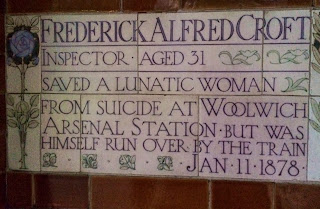 FREDERICK ALFRED CROFT
INSPECTOR · AGED 31
SAVED A LUNATIC WOMAN
FROM SUICIDE AT WOOLWICH
ARSENAL STATION · BUT WAS
HIMSELF RUN OVER BY THE TRAIN
JAN · 11 · 1878 ·